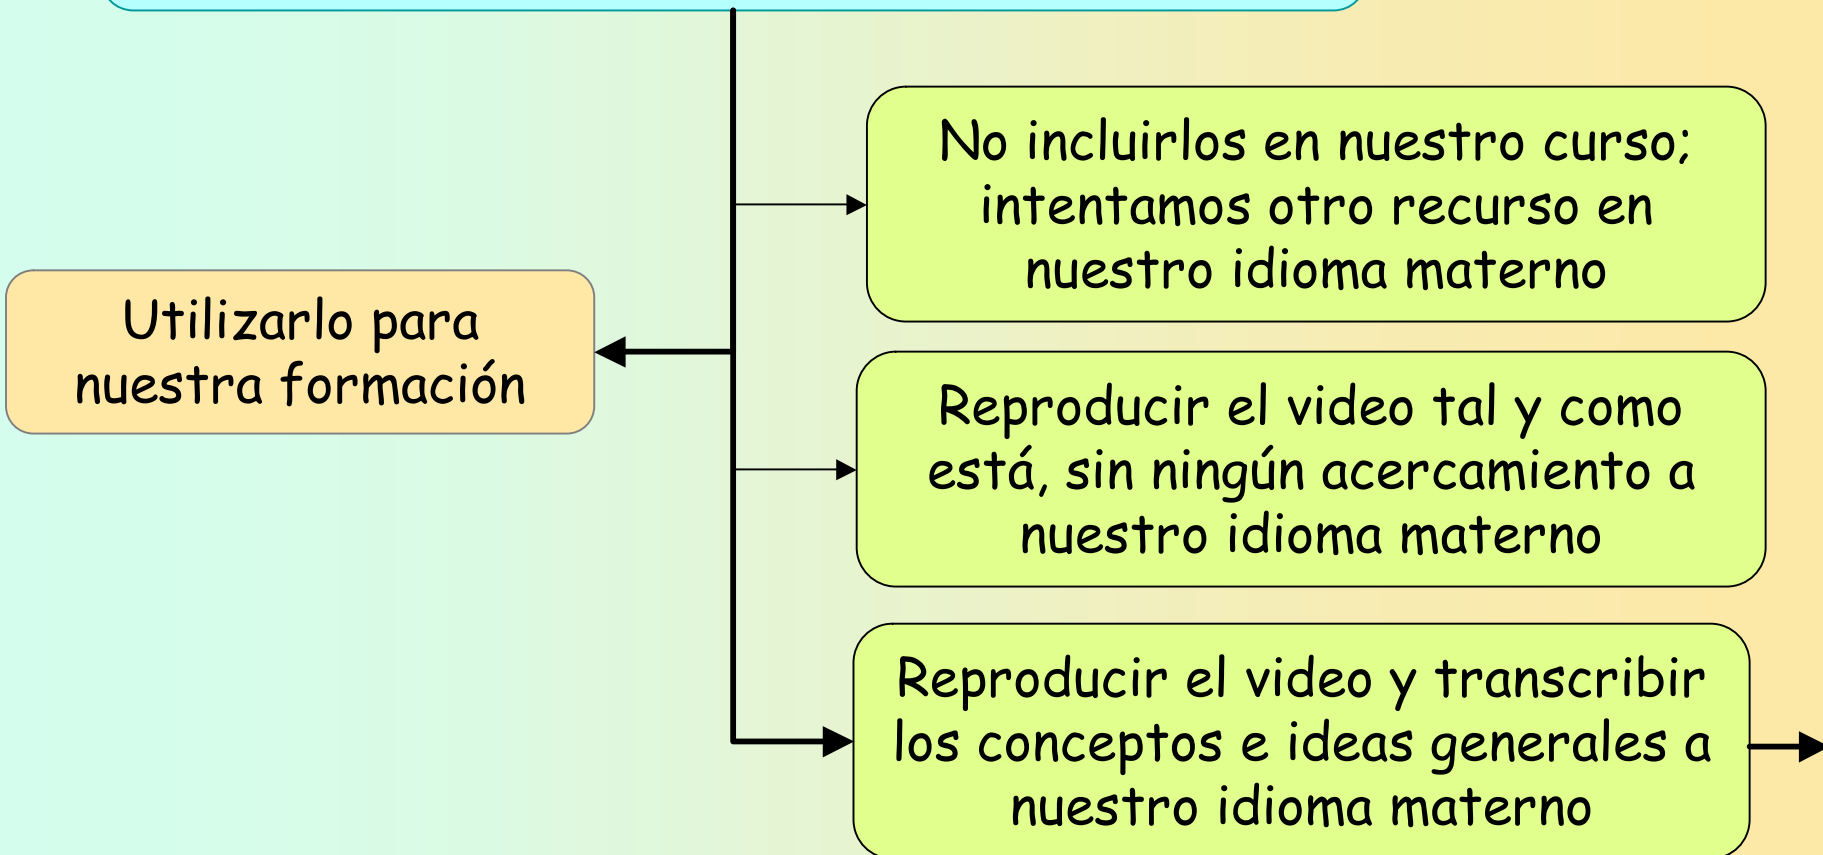 No incluirlos en nuestro curso;
intentamos otro recurso en
nuestro idioma materno
Utilizarlo para
nuestra formación
Reproducir el video tal y como
está, sin ningún acercamiento a
nuestro idioma materno
Reproducir el video y transcribir
los conceptos e ideas generales a
nuestro idioma materno